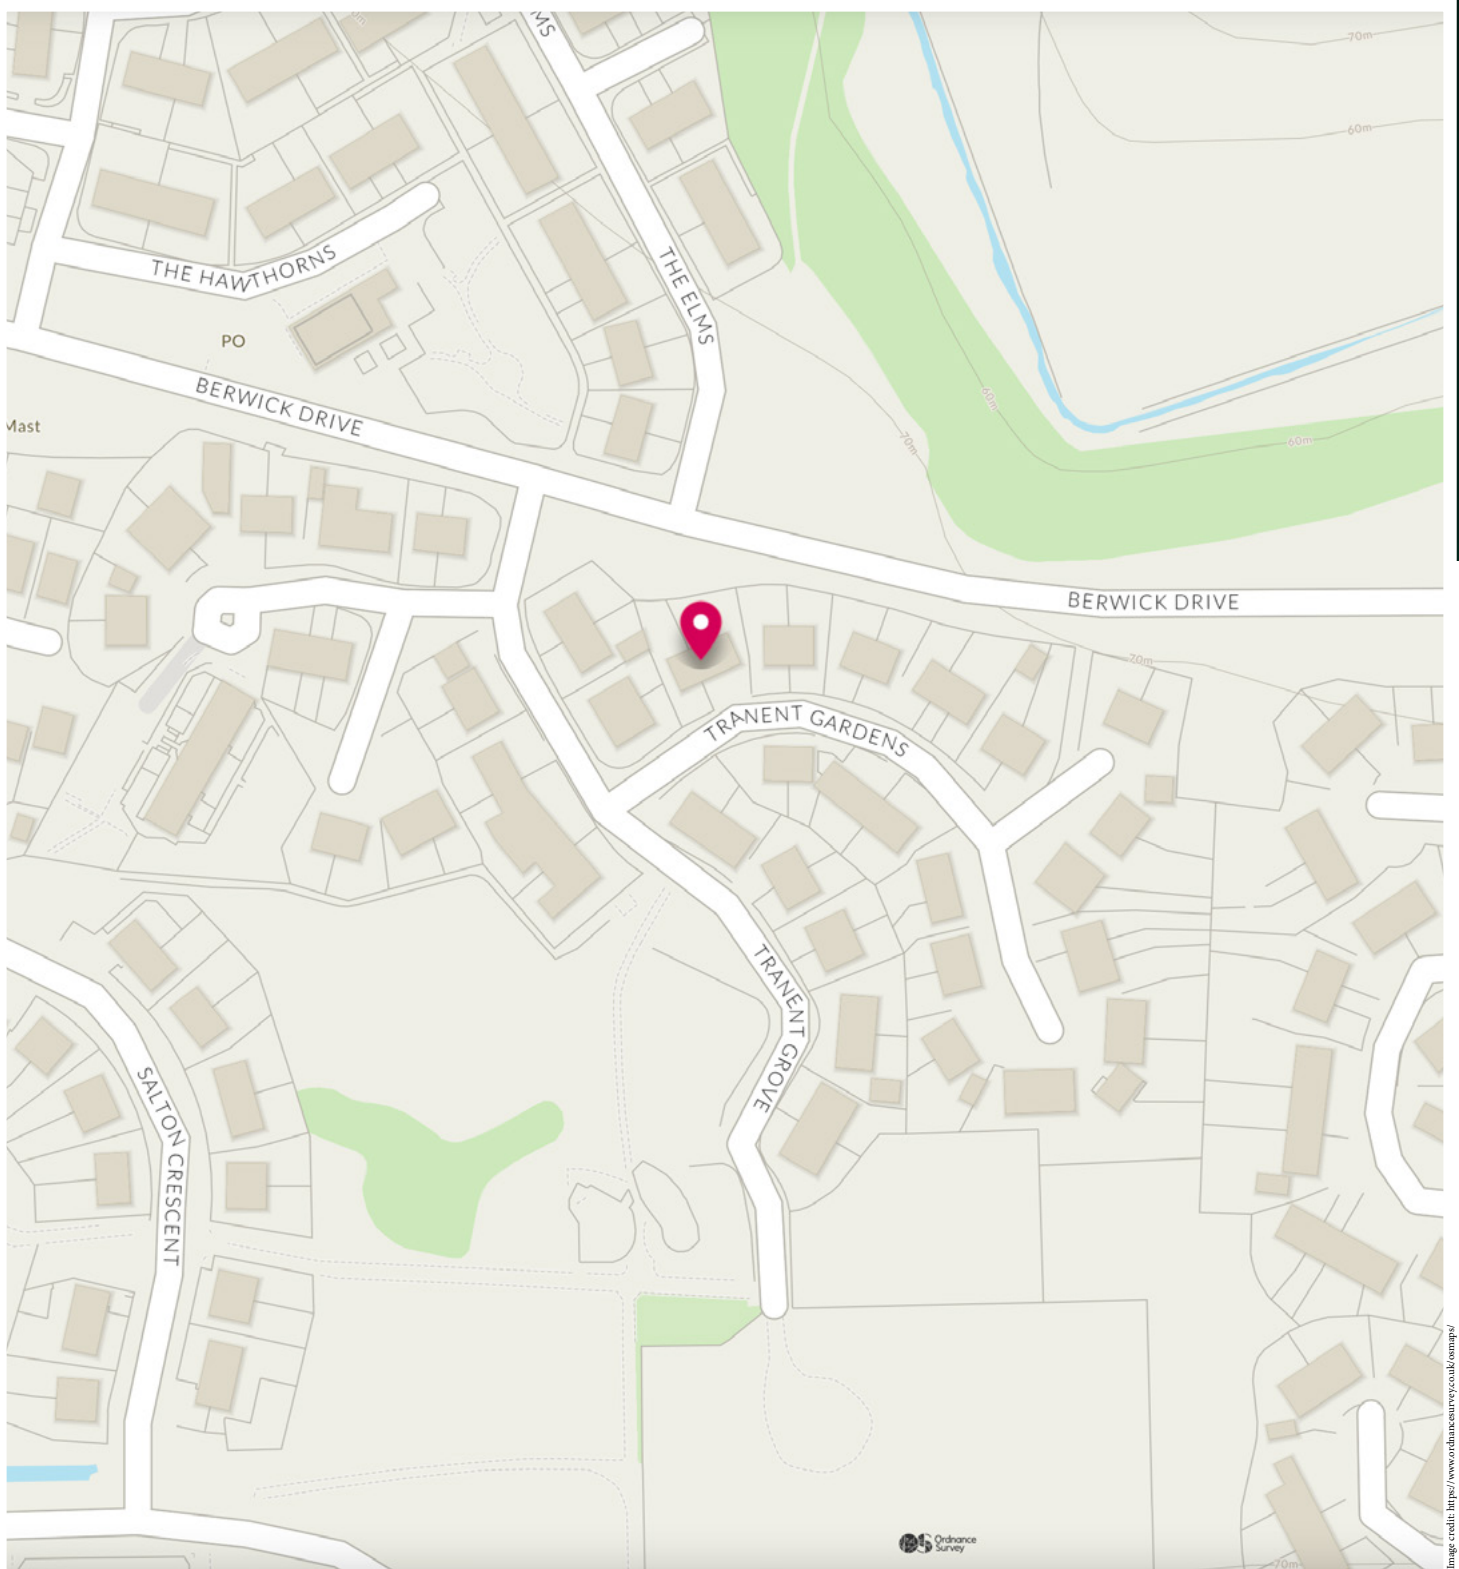 MS
70m
60m
THE HAWTHORNS
THE ELMS
PO
BERWICK DRIVE
Mast
60m
70m
60m
BERWICK DRIVE
70m
TRANENT GARDENS
TRANENT GROVE
SALTON CRESCENT
Ordnance
Survey
70m
Image credit: https://www.ordnancesurvey.co.uk/osmaps/